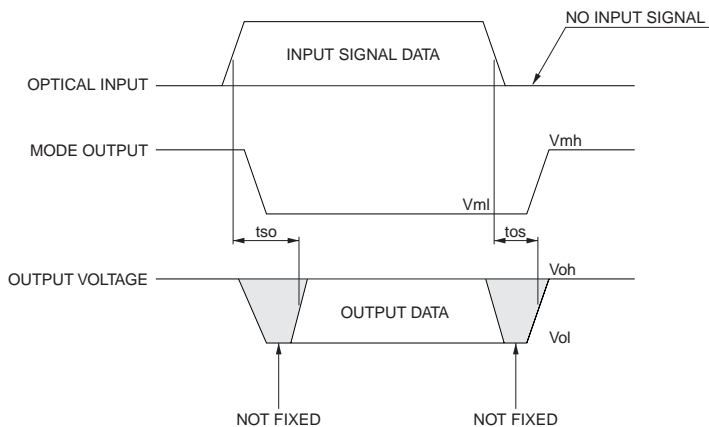 NO INPUT SIGNAL
INPUT SIGNAL DATA
OPTICAL INPUT
MODE OUTPUT
Vmh
Vml
tso
tos
OUTPUT VOLTAGE
Voh
OUTPUT DATA
Vol
NOT FIXED
NOT FIXED